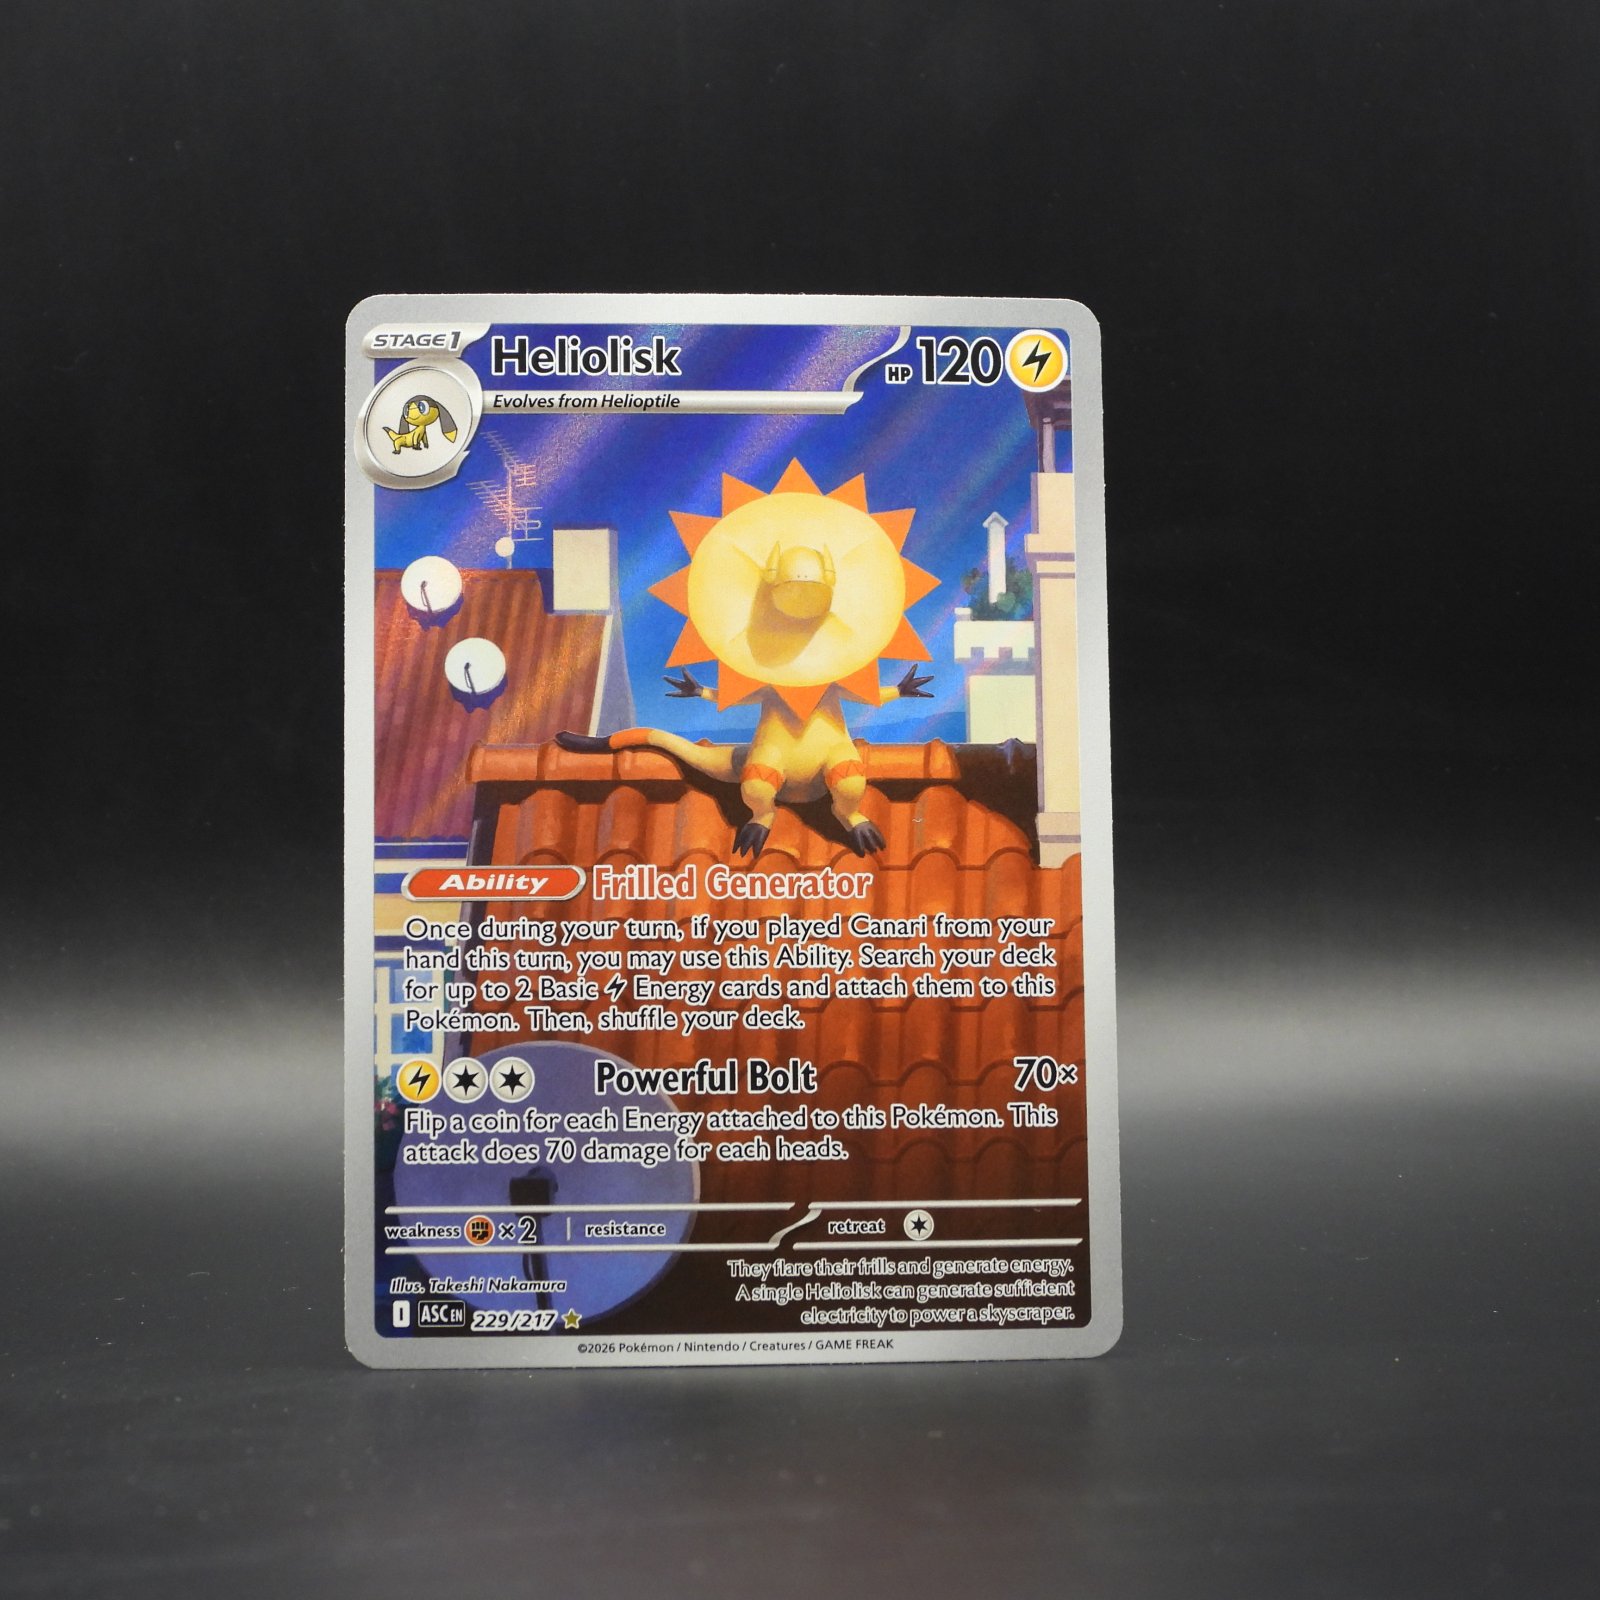 STAGE 1
Heliolisk
HP 120
Evolves from Helioptile
Ability Frilled Generator
Once during your turn, if you played Canari from your
hand this turn, you may use this Ability. Search your deck
for up to 2 Basic Energy cards and attach them to this
Pokémon. Then, shuffle your deck.
Powerful Bolt 70×
Flip a coin for each Energy attached to this Pokémon. This
attack does 70 damage for each heads.
weakness ×2 resistance retreat
They flare their frills and generate energy.
A single Heliolisk can generate sufficient
electricity to power a skyscraper.
Illus. Takeshi Nakamura
I ASC EN 229/217
©2026 Pokémon / Nintendo / Creatures / GAME FREAK